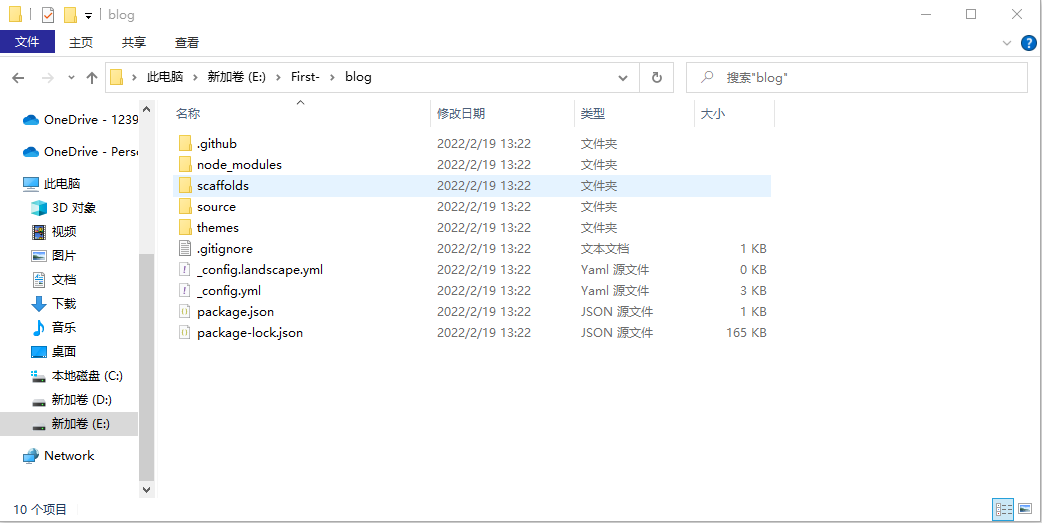 blog
文件 主页 共享 查看
此电脑 新加卷 (E:) First- blog 搜索"blog"
OneDrive - 1239
OneDrive - Pers
此电脑
3D 对象
视频
图片
文档
下载
音乐
桌面
本地磁盘 (C:)
新加卷 (D:)
新加卷 (E:)
Network
名称 修改日期 类型 大小
.github 2022/2/19 13:22 文件夹
node_modules 2022/2/19 13:22 文件夹
scaffolds 2022/2/19 13:22 文件夹
source 2022/2/19 13:22 文件夹
themes 2022/2/19 13:22 文件夹
.gitignore 2022/2/19 13:22 文本文档 1 KB
_config.landscape.yml 2022/2/19 13:22 Yaml 源文件 0 KB
_config.yml 2022/2/19 13:22 Yaml 源文件 3 KB
package.json 2022/2/19 13:22 JSON 源文件 1 KB
package-lock.json 2022/2/19 13:22 JSON 源文件 165 KB
10 个项目